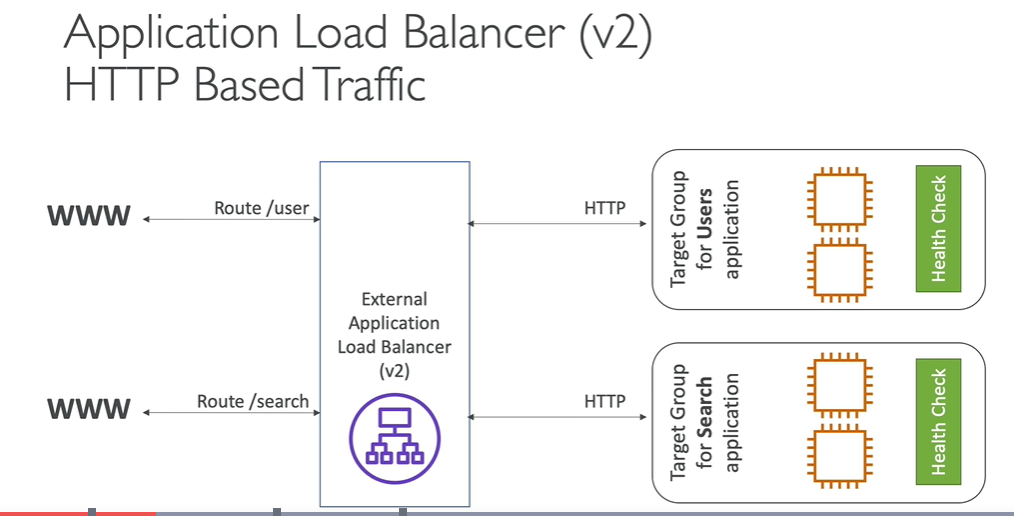 Application Load Balancer (v2)
HTTP Based Traffic
WWW
Route /user
HTTP
Target Group
for Users
application
Health Check
External
Application
Load Balancer
(v2)
WWW
Route /search
HTTP
Target Group
for Search
application
Health Check